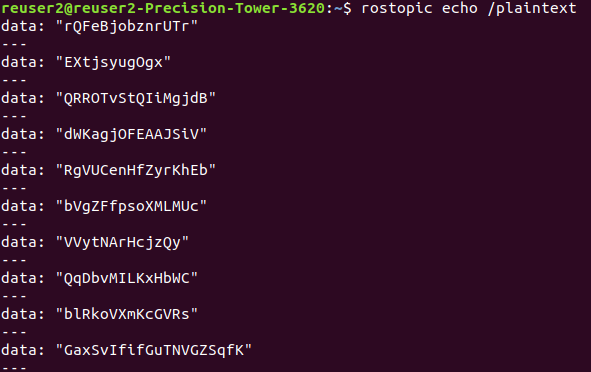 reuser2@reuser2-Precision-Tower-3620:~$ rostopic echo /plaintext
data: "rQFeBjobznrUTr"
---
data: "EXtjsyugOgx"
---
data: "QRROTvStQIiMgjdB"
---
data: "dWKagjOFEAAJSiV"
---
data: "RgVUCenHfZyrKhEb"
---
data: "bVgZFfpsoXMLMUc"
---
data: "VVytNArHcjzQy"
---
data: "QqDbvMILKxHbWC"
---
data: "blRkoVXmKcGVRs"
---
data: "GaxSvIfifGuTNVGZSqfK"
---